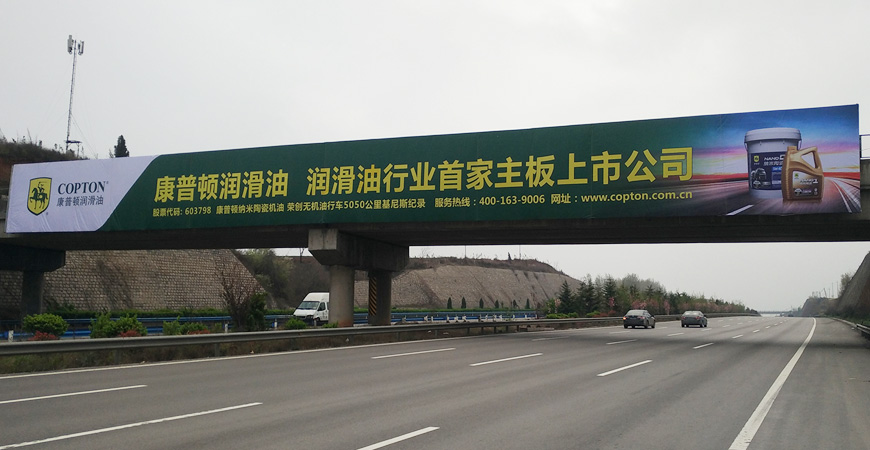 COPTON
康普顿润滑油
康普顿润滑油 润滑油行业首家主板上市公司
股票代码: 603798 康普顿纳米陶瓷机油 荣创无机油行车5050公里基尼斯纪录 服务热线：400-163-9006 网址：www.copton.com.cn
NANO